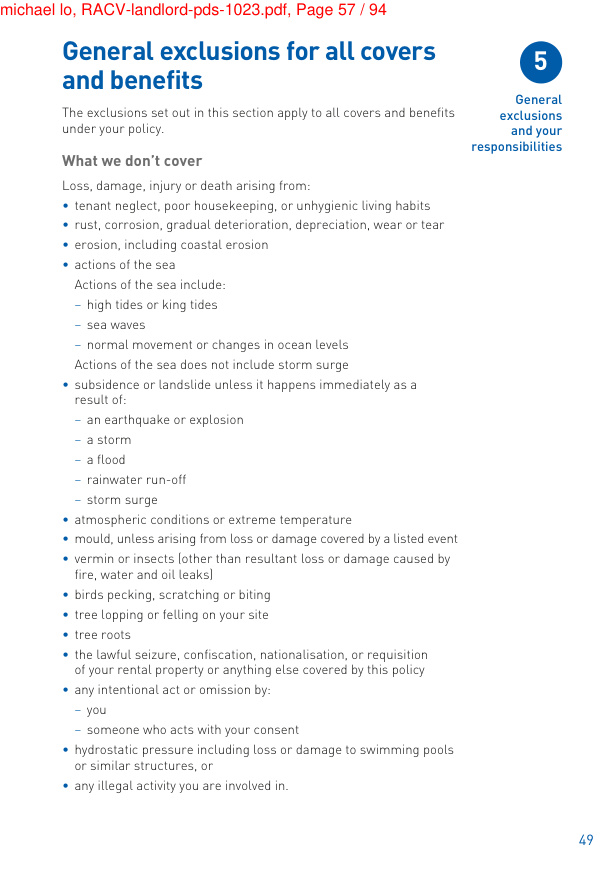 michael lo, RACV-landlord-pds-1023.pdf, Page 57 / 94
General exclusions for all covers
and benefits
5
General
exclusions
and your
responsibilities
The exclusions set out in this section apply to all covers and benefits
under your policy.
What we don't cover
Loss, damage, injury or death arising from:
• tenant neglect, poor housekeeping, or unhygienic living habits
• rust, corrosion, gradual deterioration, depreciation, wear or tear
• erosion, including coastal erosion
• actions of the sea
Actions of the sea include:
– high tides or king tides
– sea waves
– normal movement or changes in ocean levels
Actions of the sea does not include storm surge
• subsidence or landslide unless it happens immediately as a
result of:
– an earthquake or explosion
– a storm
– a flood
– rainwater run-off
– storm surge
• atmospheric conditions or extreme temperature
• mould, unless arising from loss or damage covered by a listed event
• vermin or insects (other than resultant loss or damage caused by
fire, water and oil leaks)
• birds pecking, scratching or biting
• tree lopping or felling on your site
• tree roots
• the lawful seizure, confiscation, nationalisation, or requisition
of your rental property or anything else covered by this policy
• any intentional act or omission by:
– you
– someone who acts with your consent
• hydrostatic pressure including loss or damage to swimming pools
or similar structures, or
• any illegal activity you are involved in.
49